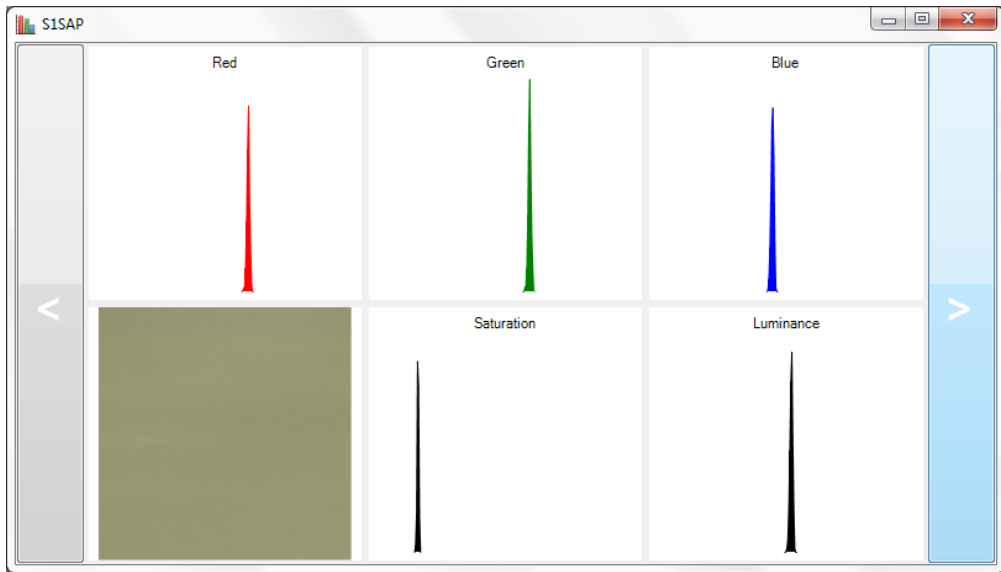 S1SAP
Red
Green
Blue
<
>
Saturation
Luminance